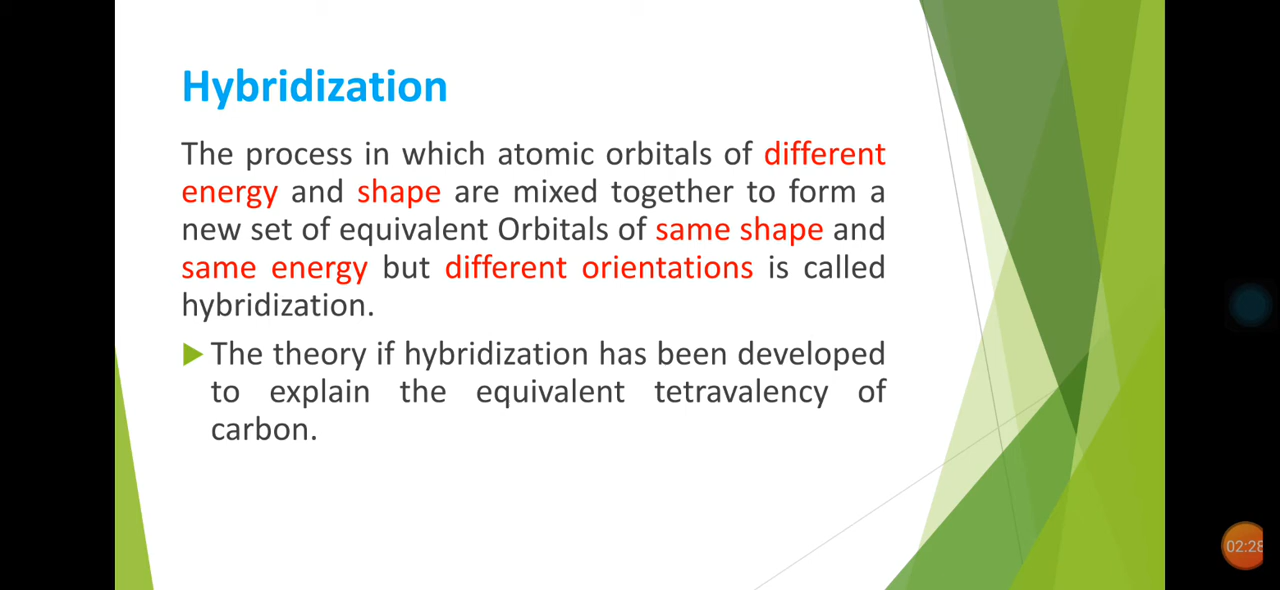 Hybridization
The process in which atomic orbitals of different
energy and shape are mixed together to form a
new set of equivalent Orbitals of same shape and
same energy but different orientations is called
hybridization.
The theory if hybridization has been developed
to explain the equivalent tetravalency of
carbon.
02:28